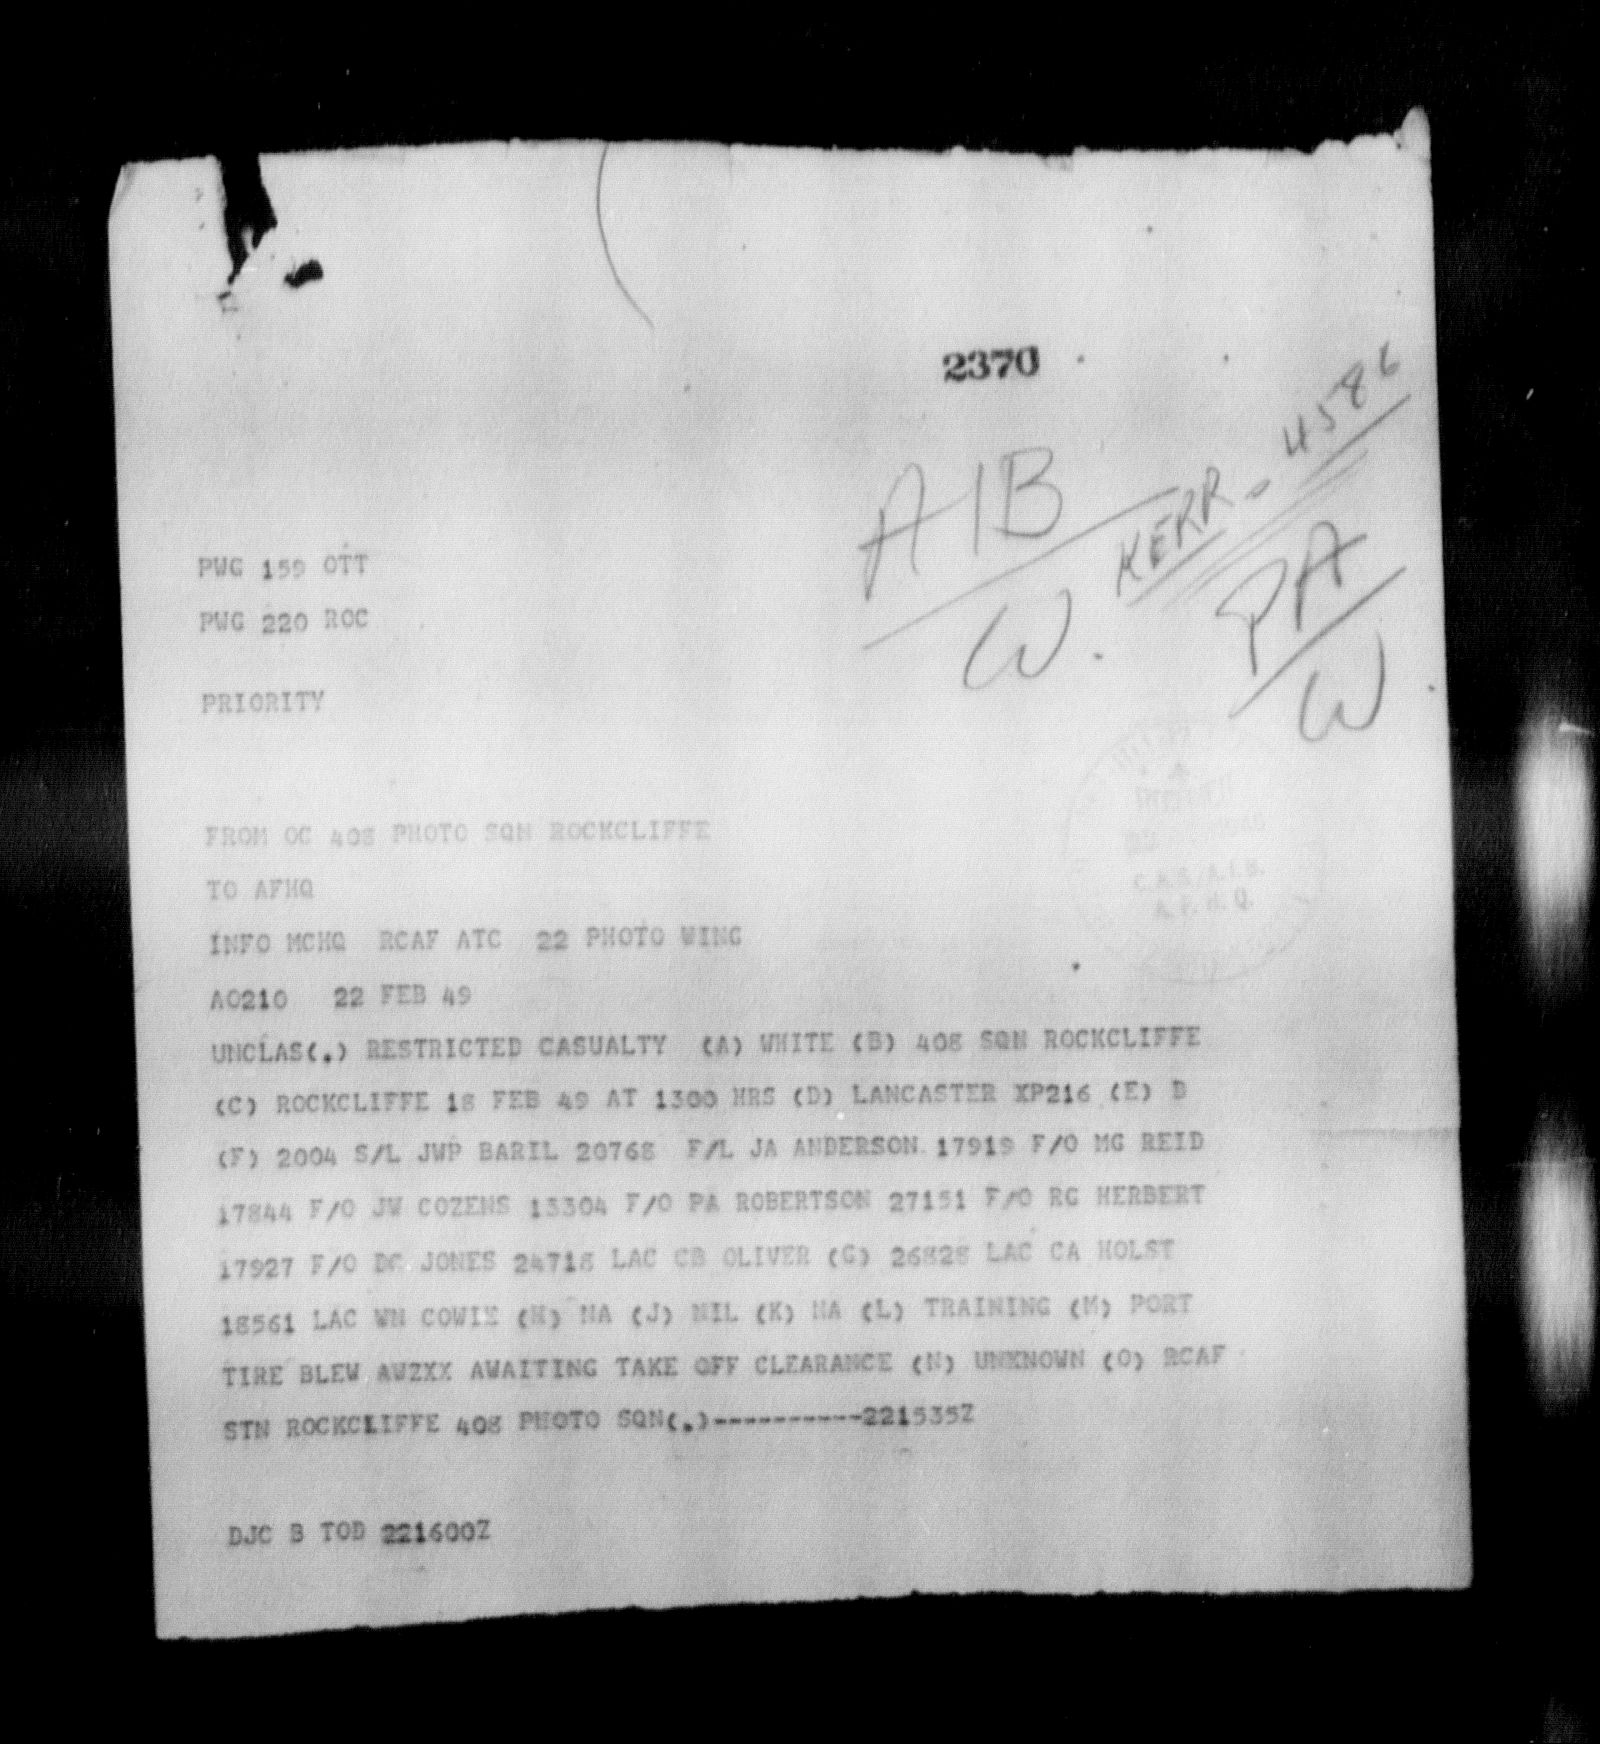 2370
KERR - 4586
AIB
W.
PA
W.
PWG 159 OTT
PWG 220 ROC
PRIORITY
FROM OC 408 PHOTO SQN ROCKCLIFFE
TO AFHQ
INFO MCHQ RCAF ATC 22 PHOTO WING
AO210 22 FEB 49
UNCLAS(.) RESTRICTED CASUALTY (A) WHITE (B) 408 SQN ROCKCLIFFE
(C) ROCKCLIFFE 18 FEB 49 AT 1300 HRS (D) LANCASTER XP216 (E) B
(F) 2004 S/L JWP BARIL 20768 F/L JA ANDERSON 17919 F/O MG REID
17844 F/O JW COZENS 13304 F/O PA ROBERTSON 27151 F/O RG HERBERT
17927 F/O JONES 24718 LAC CB OLIVER (G) 26828 LAC CA HOLST
18561 LAC WN COWIE (H) NA (J) NIL (K) NA (L) TRAINING (M) PORT
TIRE BLEW AWZXX AWAITING TAKE OFF CLEARANCE (N) UNKNOWN (O) RCAF
STN ROCKCLIFFE 408 PHOTO SQN(.)----------221535Z
DJC B TOD 221600Z
22
C.A.S./A.I.B.
A.F.H.Q.